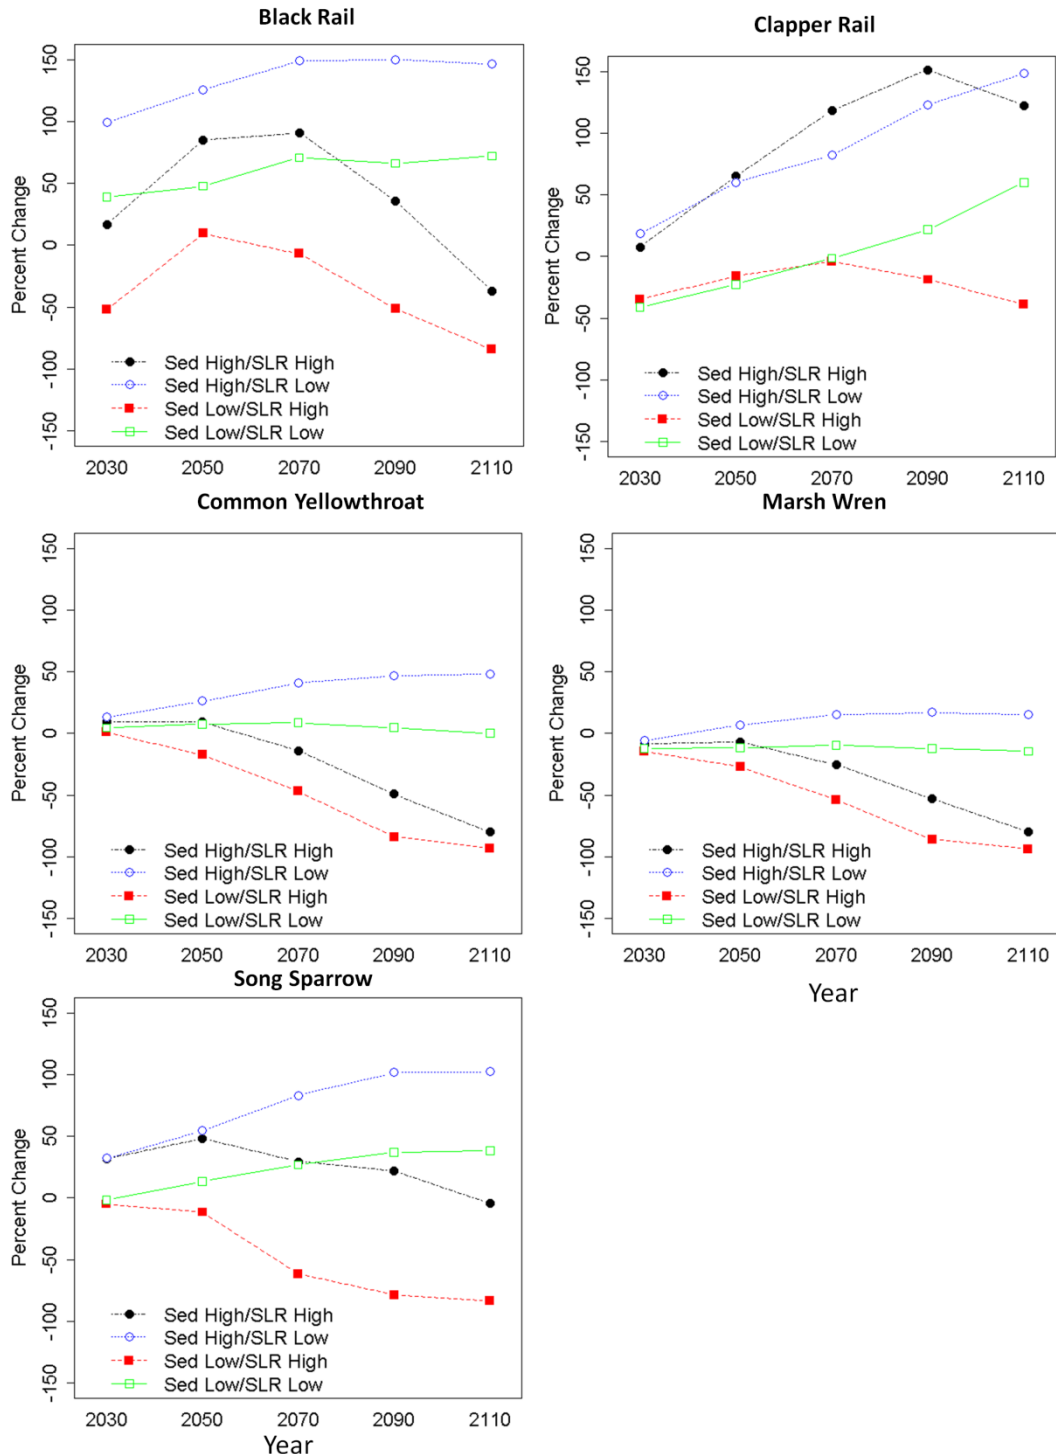 Black Rail
Percent Change
-150 -100 -50 0 50 100 150
Sed High/SLR High
Sed High/SLR Low
Sed Low/SLR High
Sed Low/SLR Low
2030 2050 2070 2090 2110
Clapper Rail
Percent Change
-150 -100 -50 0 50 100 150
Sed High/SLR High
Sed High/SLR Low
Sed Low/SLR High
Sed Low/SLR Low
2030 2050 2070 2090 2110
Common Yellowthroat
Percent Change
-150 -100 -50 0 50 100 150
Sed High/SLR High
Sed High/SLR Low
Sed Low/SLR High
Sed Low/SLR Low
2030 2050 2070 2090 2110
Marsh Wren
Percent Change
-150 -100 -50 0 50 100 150
Sed High/SLR High
Sed High/SLR Low
Sed Low/SLR High
Sed Low/SLR Low
2030 2050 2070 2090 2110
Year
Song Sparrow
Percent Change
-150 -100 -50 0 50 100 150
Sed High/SLR High
Sed High/SLR Low
Sed Low/SLR High
Sed Low/SLR Low
2030 2050 2070 2090 2110
Year